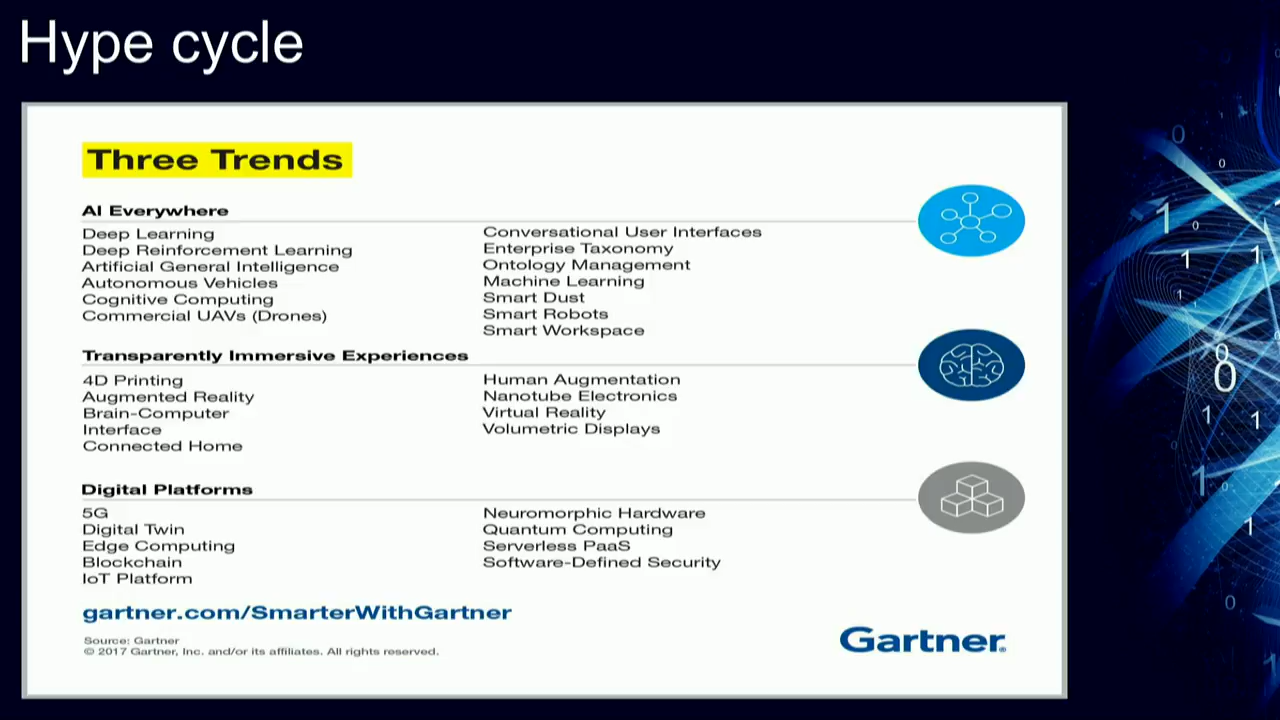 Hype cycle
Three Trends
AI Everywhere
Deep Learning
Deep Reinforcement Learning
Artificial General Intelligence
Autonomous Vehicles
Cognitive Computing
Commercial UAVs (Drones)
Conversational User Interfaces
Enterprise Taxonomy
Ontology Management
Machine Learning
Smart Dust
Smart Robots
Smart Workspace
Transparently Immersive Experiences
4D Printing
Augmented Reality
Brain-Computer
Interface
Connected Home
Human Augmentation
Nanotube Electronics
Virtual Reality
Volumetric Displays
Digital Platforms
5G
Digital Twin
Edge Computing
Blockchain
IoT Platform
Neuromorphic Hardware
Quantum Computing
Serverless PaaS
Software-Defined Security
gartner.com/SmarterWithGartner
Source: Gartner
© 2017 Gartner, Inc. and/or its affiliates. All rights reserved.
Gartner®